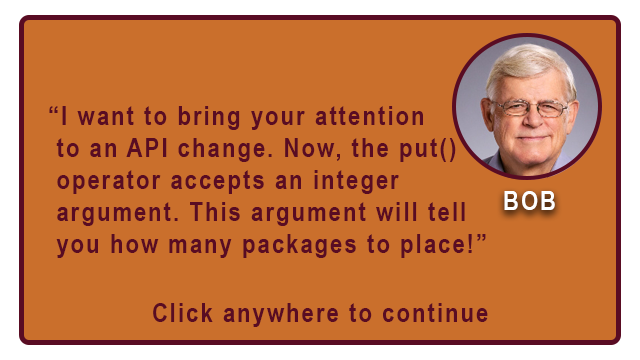 “I want to bring your attention
to an API change. Now, the put()
operator accepts an integer
argument. This argument will tell
you how many packages to place!”
BOB
Click anywhere to continue